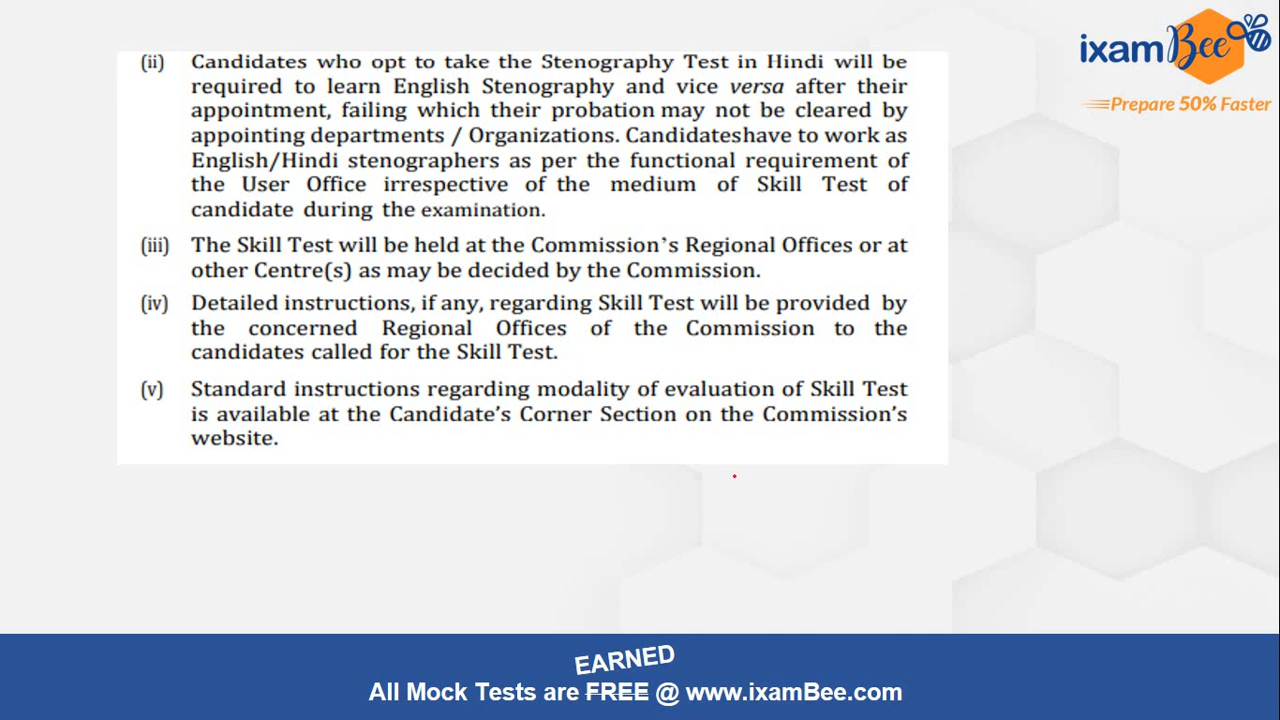 ixamBee
Prepare 50% Faster
(ii) Candidates who opt to take the Stenography Test in Hindi will be
required to learn English Stenography and vice versa after their
appointment, failing which their probation may not be cleared by
appointing departments / Organizations. Candidateshave to work as
English/Hindi stenographers as per the functional requirement of
the User Office irrespective of the medium of Skill Test of
candidate during the examination.
(iii) The Skill Test will be held at the Commission's Regional Offices or at
other Centre(s) as may be decided by the Commission.
(iv) Detailed instructions, if any, regarding Skill Test will be provided by
the concerned Regional Offices of the Commission to the
candidates called for the Skill Test.
(v) Standard instructions regarding modality of evaluation of Skill Test
is available at the Candidate's Corner Section on the Commission's
website.
EARNED
All Mock Tests are FREE @ www.ixamBee.com